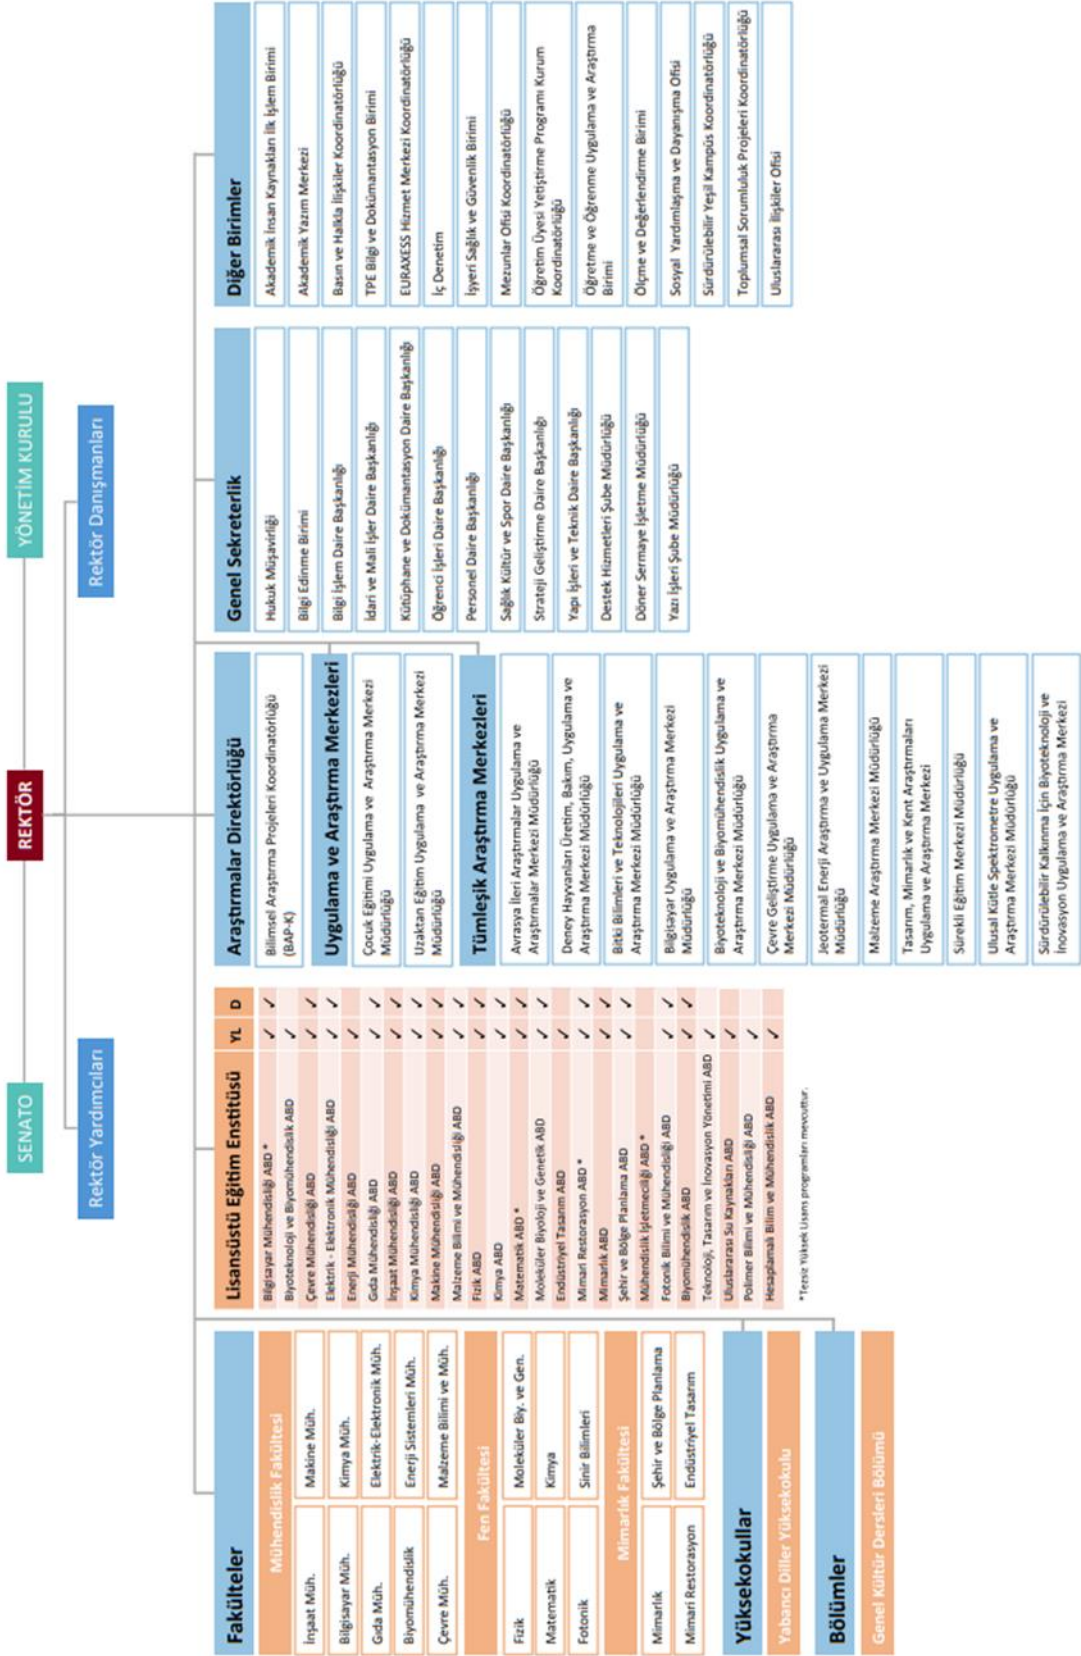 SENATO
REKTÖR
YÖNETİM KURULU
Rektör Yardımcıları
Rektör Danışmanları
Fakülteler
Mühendislik Fakültesi
İnşaat Müh.
Makine Müh.
Bilgisayar Müh.
Kimya Müh.
Gıda Müh.
Elektrik-Elektronik Müh.
Biyomühendislik
Enerji Sistemleri Müh.
Çevre Müh.
Malzeme Bilimi ve Müh.
Fen Fakültesi
Fizik
Moleküler Biy. ve Gen.
Matematik
Kimya
Fotonik
Sinir Bilimleri
Mimarlık Fakültesi
Mimarlık
Şehir ve Bölge Planlama
Mimari Restorasyon
Endüstriyel Tasarım
Yüksekokullar
Yabancı Diller Yüksekokulu
Bölümler
Genel Kültür Dersleri Bölümü
Lisansüstü Eğitim Enstitüsü YL D
Bilgisayar Mühendisliği ABD * ✓ ✓
Biyoteknoloji ve Biyomühendislik ABD ✓
Çevre Mühendisliği ABD ✓ ✓
Elektrik - Elektronik Mühendisliği ABD ✓ ✓
Enerji Mühendisliği ABD ✓
Gıda Mühendisliği ABD ✓ ✓
İnşaat Mühendisliği ABD ✓ ✓
Kimya Mühendisliği ABD ✓ ✓
Makine Mühendisliği ABD ✓ ✓
Malzeme Bilimi ve Mühendisliği ABD ✓ ✓
Fizik ABD ✓ ✓
Kimya ABD ✓ ✓
Matematik ABD * ✓ ✓
Moleküler Biyoloji ve Genetik ABD ✓ ✓
Endüstriyel Tasarım ABD ✓
Mimari Restorasyon ABD * ✓ ✓
Mimarlık ABD ✓ ✓
Şehir ve Bölge Planlama ABD ✓ ✓
Mühendislik İşletmeciliği ABD *
Fotonik Bilimi ve Mühendisliği ABD ✓ ✓
Biyomühendislik ABD ✓ ✓
Teknoloji, Tasarım ve İnovasyon Yönetimi ABD ✓
Uluslararası Su Kaynakları ABD ✓
Polimer Bilimi ve Mühendisliği ABD ✓
Hesaplamalı Bilim ve Mühendislik ABD ✓
*Tezsiz Yüksek Lisans programları mevcuttur.
Araştırmalar Direktörlüğü
Bilimsel Araştırma Projeleri Koordinatörlüğü
(BAP-K)
Uygulama ve Araştırma Merkezleri
Çocuk Eğitimi Uygulama ve Araştırma Merkezi
Müdürlüğü
Uzaktan Eğitim Uygulama ve Araştırma Merkezi
Müdürlüğü
Tümleşik Araştırma Merkezleri
Avrasya İleri Araştırmalar Uygulama ve
Araştırmalar Merkezi Müdürlüğü
Deney Hayvanları Üretim, Bakım, Uygulama ve
Araştırma Merkezi Müdürlüğü
Bitki Bilimleri ve Teknolojileri Uygulama ve
Araştırma Merkezi Müdürlüğü
Bilgisayar Uygulama ve Araştırma Merkezi
Müdürlüğü
Biyoteknoloji ve Biyomühendislik Uygulama ve
Araştırma Merkezi Müdürlüğü
Çevre Geliştirme Uygulama ve Araştırma
Merkezi Müdürlüğü
Jeotermal Enerji Araştırma ve Uygulama Merkezi
Müdürlüğü
Malzeme Araştırma Merkezi Müdürlüğü
Tasarım, Mimarlık ve Kent Araştırmaları
Uygulama ve Araştırma Merkezi
Sürekli Eğitim Merkezi Müdürlüğü
Ulusal Kütle Spektrometre Uygulama ve
Araştırma Merkezi Müdürlüğü
Sürdürülebilir Kalkınma İçin Biyoteknoloji ve
İnovasyon Uygulama ve Araştırma Merkezi
Genel Sekreterlik
Hukuk Müşavirliği
Bilgi Edinme Birimi
Bilgi İşlem Daire Başkanlığı
İdari ve Mali İşler Daire Başkanlığı
Kütüphane ve Dokümantasyon Daire Başkanlığı
Öğrenci İşleri Daire Başkanlığı
Personel Daire Başkanlığı
Sağlık Kültür ve Spor Daire Başkanlığı
Strateji Geliştirme Daire Başkanlığı
Yapı İşleri ve Teknik Daire Başkanlığı
Destek Hizmetleri Şube Müdürlüğü
Döner Sermaye İşletme Müdürlüğü
Yazı İşleri Şube Müdürlüğü
Diğer Birimler
Akademik İnsan Kaynakları İlk İşlem Birimi
Akademik Yazım Merkezi
Basın ve Halkla İlişkiler Koordinatörlüğü
TPE Bilgi ve Dokümantasyon Birimi
EURAXESS Hizmet Merkezi Koordinatörlüğü
İç Denetim
İşyeri Sağlık ve Güvenlik Birimi
Mezunlar Ofisi Koordinatörlüğü
Öğretim Üyesi Yetiştirme Programı Kurum
Koordinatörlüğü
Öğretme ve Öğrenme Uygulama ve Araştırma
Birimi
Ölçme ve Değerlendirme Birimi
Sosyal Yardımlaşma ve Dayanışma Ofisi
Sürdürülebilir Yeşil Kampüs Koordinatörlüğü
Toplumsal Sorumluluk Projeleri Koordinatörlüğü
Uluslararası İlişkiler Ofisi